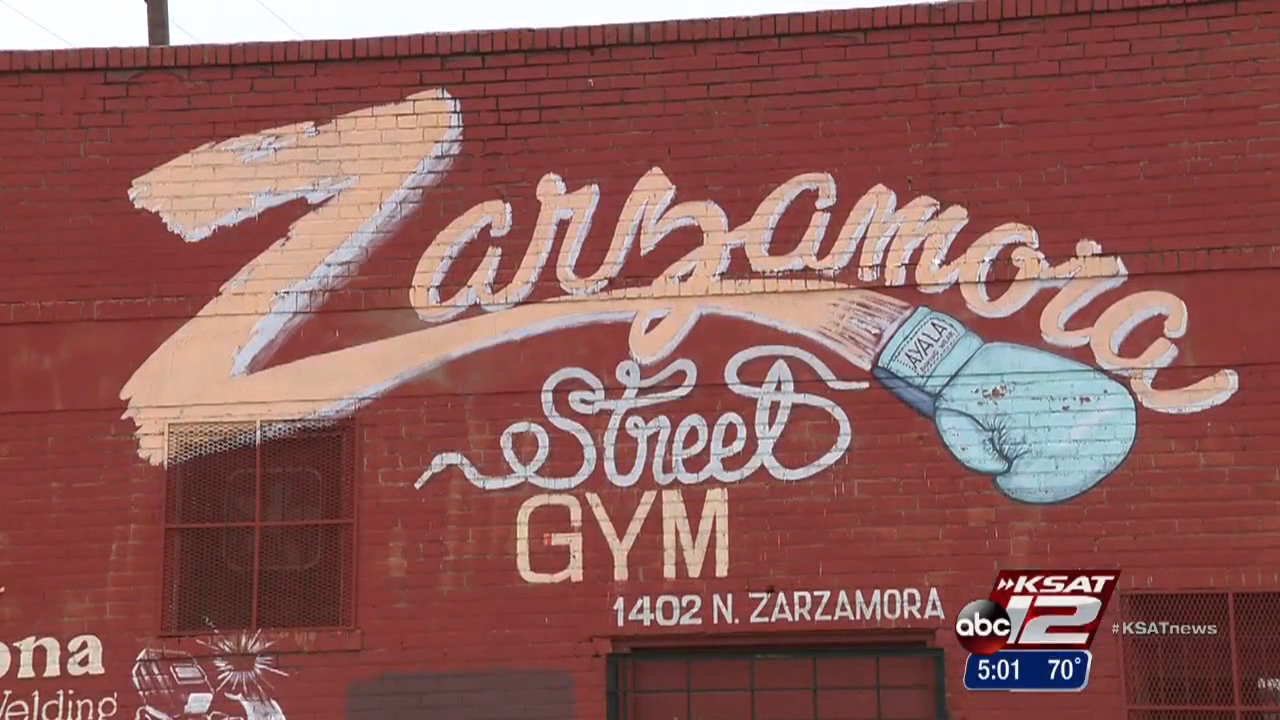 Zarzamora
AYALA
Street
GYM
1402 N. ZARZAMORA
ona
Welding
»KSAT
abc 12
#KSATnews
5:01 70°